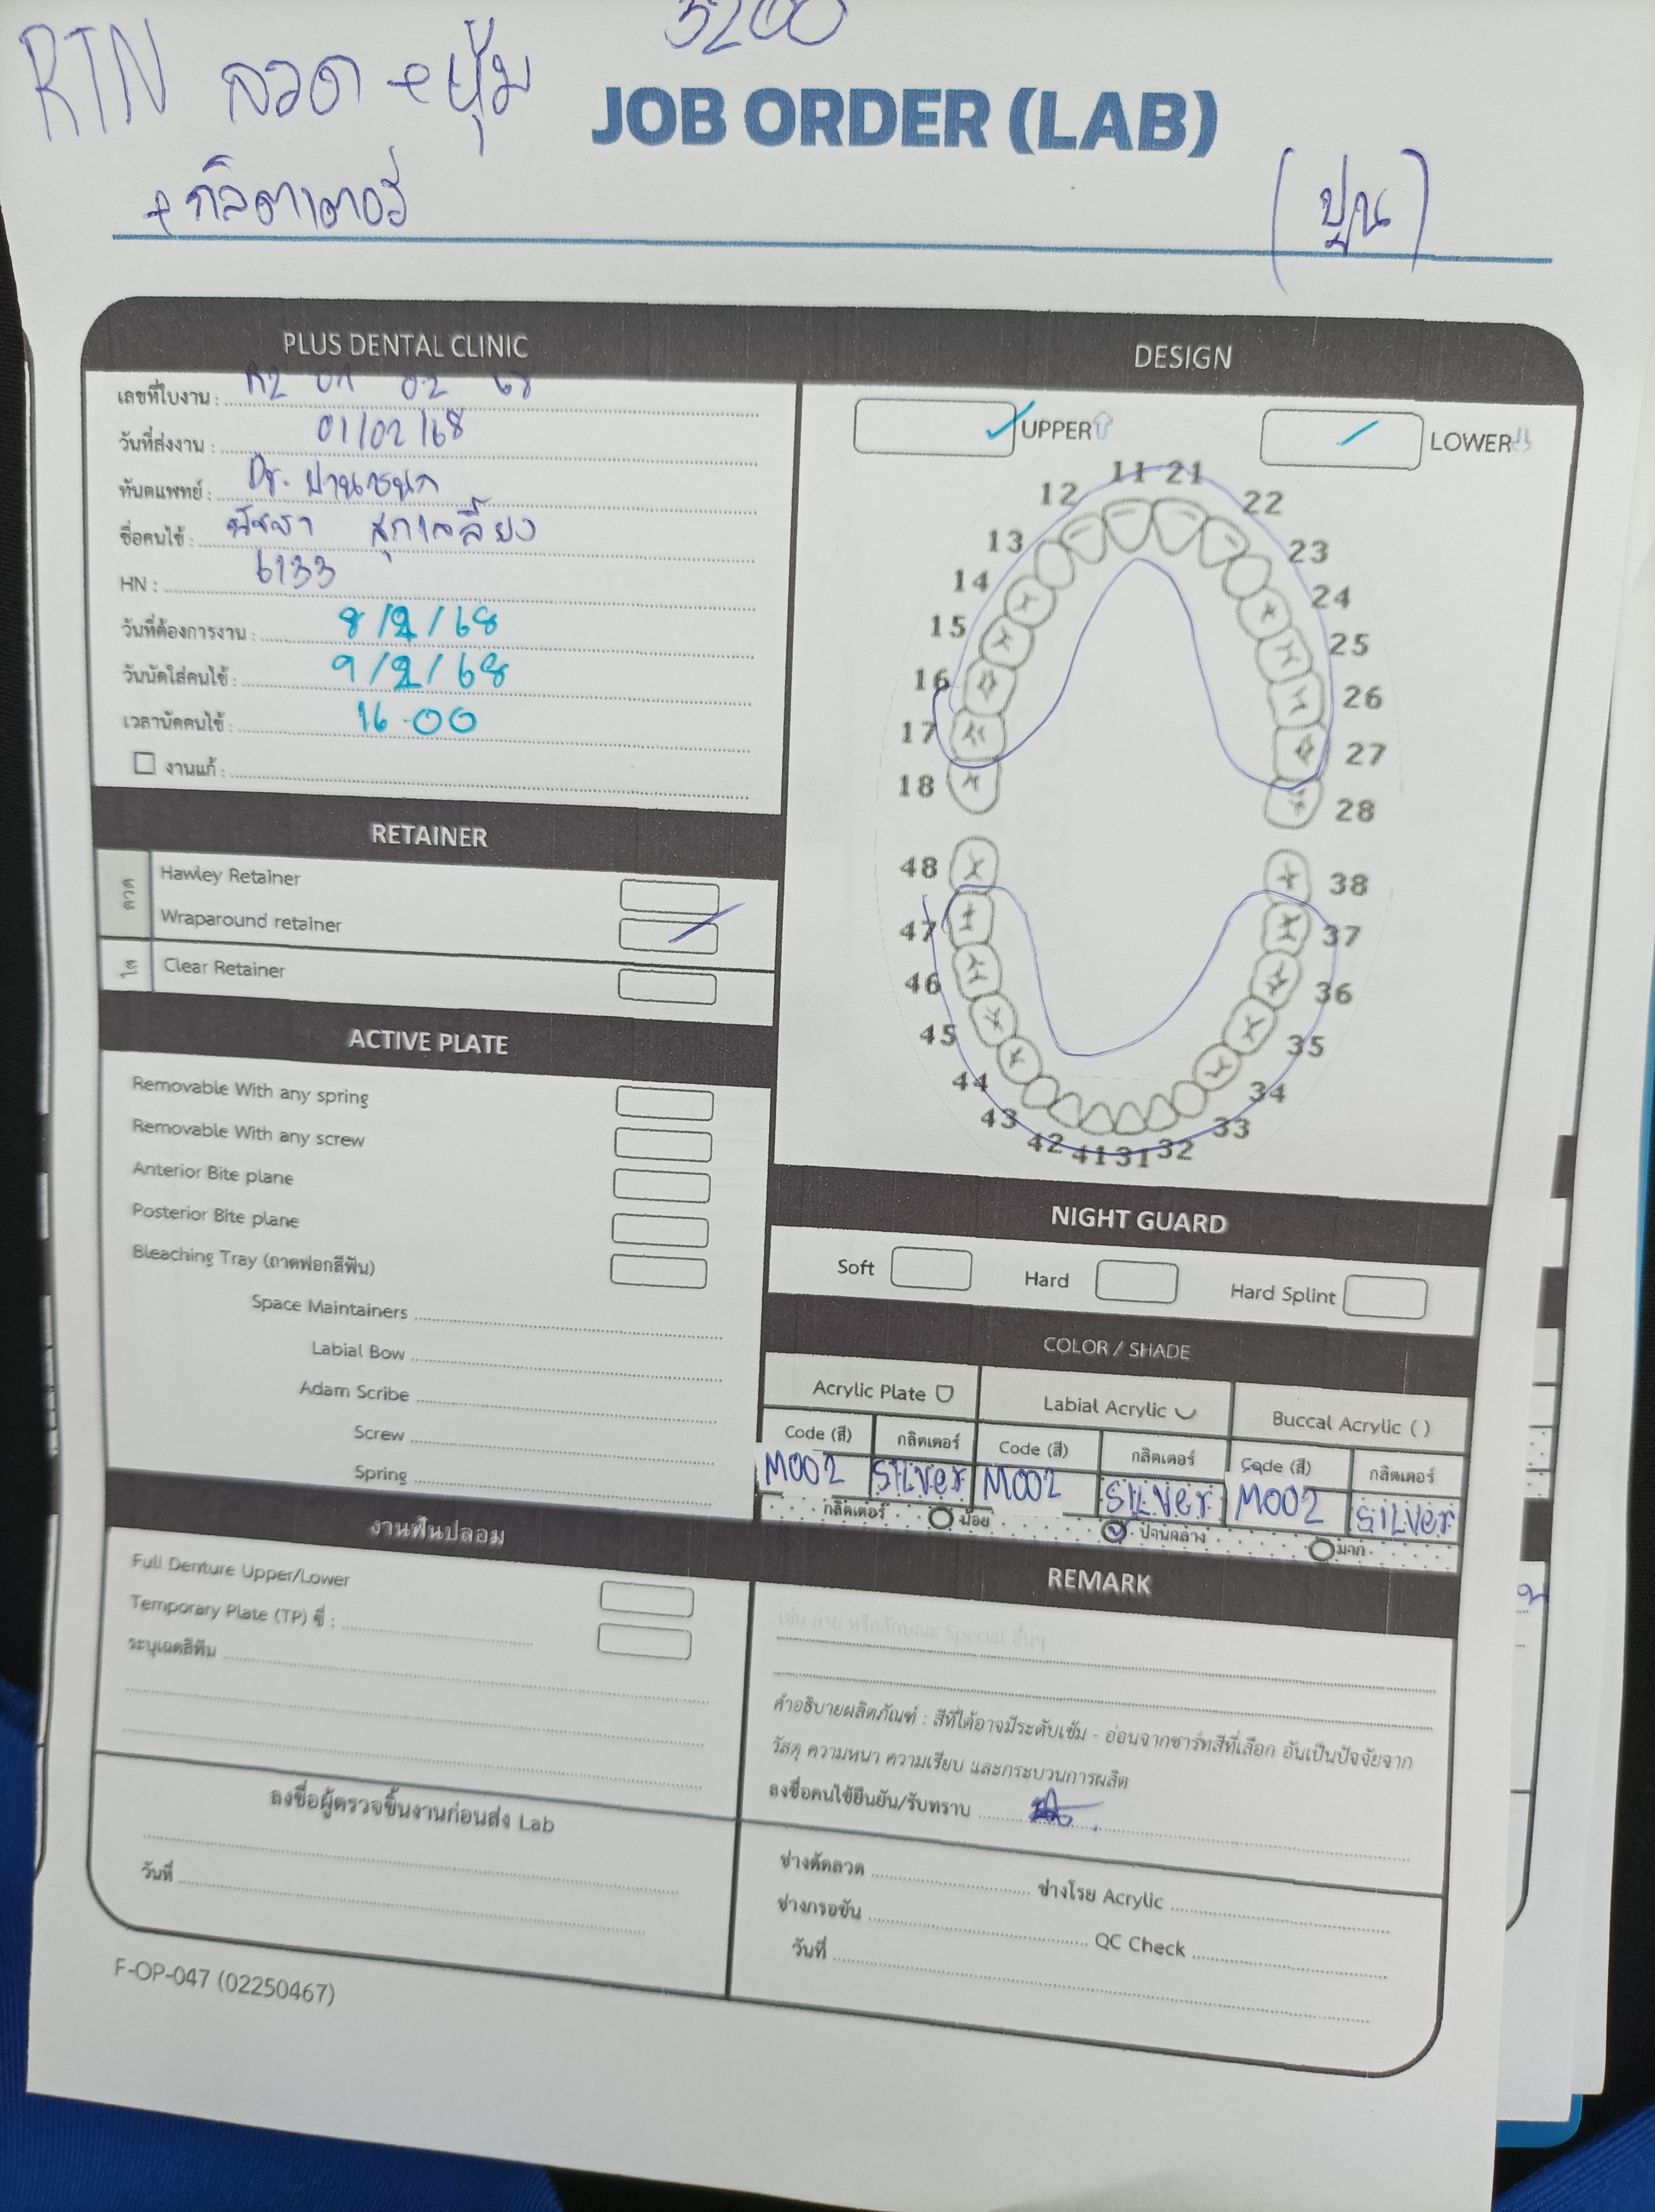 3200
RTN ลวด + หุ้ม
+ กลิตเตอร์
JOB ORDER (LAB)
(ปูน)
PLUS DENTAL CLINIC
เลขที่ใบงาน : 02 68
วันที่ส่งงาน : 01/02/68
ทันตแพทย์ : Dr. ปานชนก
ชื่อคนไข้ :
HN : 6133
วันที่ต้องการงาน : 8/2/68
วันนัดใส่คนไข้ : 9/2/68
เวลานัดคนไข้ : 16.00
งานแก้ :
DESIGN
UPPER
LOWER
11 21
12 22
13 23
14 24
15 25
16 26
17 27
18 28
48 38
47 37
46 36
45 35
44 34
43 33
42 41 31 32
RETAINER
ลวด
Hawley Retainer
Wraparound retainer
ใส
Clear Retainer
ACTIVE PLATE
Removable With any spring
Removable With any screw
Anterior Bite plane
Posterior Bite plane
Bleaching Tray (ถาดฟอกสีฟัน)
Space Maintainers
Labial Bow
Adam Scribe
Screw
Spring
NIGHT GUARD
Soft Hard Hard Splint
COLOR / SHADE
Acrylic Plate Labial Acrylic Buccal Acrylic ( )
Code (สี) กลิตเตอร์ Code (สี) กลิตเตอร์ Code (สี) กลิตเตอร์
M002 SILVer M002 SILVer M002 SILVer
กลิตเตอร์ น้อย ปานกลาง มาก
งานฟันปลอม
Full Denture Upper/Lower
Temporary Plate (TP) ซี่ :
ระบุเฉดสีฟัน
REMARK
เช่น ลาย หรือลักษณะ Special อื่นๆ
คำอธิบายผลิตภัณฑ์ : สีที่ได้อาจมีระดับเข้ม - อ่อนจากชาร์ทสีที่เลือก อันเป็นปัจจัยจาก
วัสดุ ความหนา ความเรียบ และกระบวนการผลิต
ลงชื่อคนไข้ยืนยัน/รับทราบ
ลงชื่อผู้ตรวจชิ้นงานก่อนส่ง Lab
วันที่
ช่างดัดลวด ช่างโรย Acrylic
ช่างกรอขัน QC Check
วันที่
F-OP-047 (02250467)